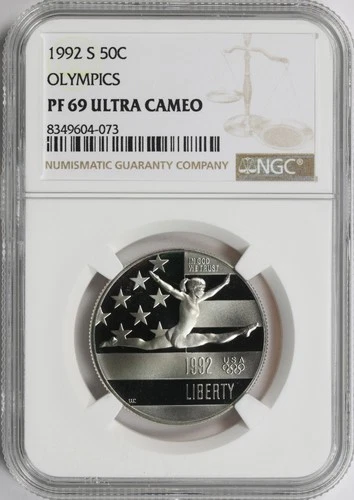 1992 S 50C
OLYMPICS
PF 69 ULTRA CAMEO
8349604-073
NUMISMATIC GUARANTY COMPANY
NGC
IN GOD
WE TRUST
1992
USA
LIBERTY
WC